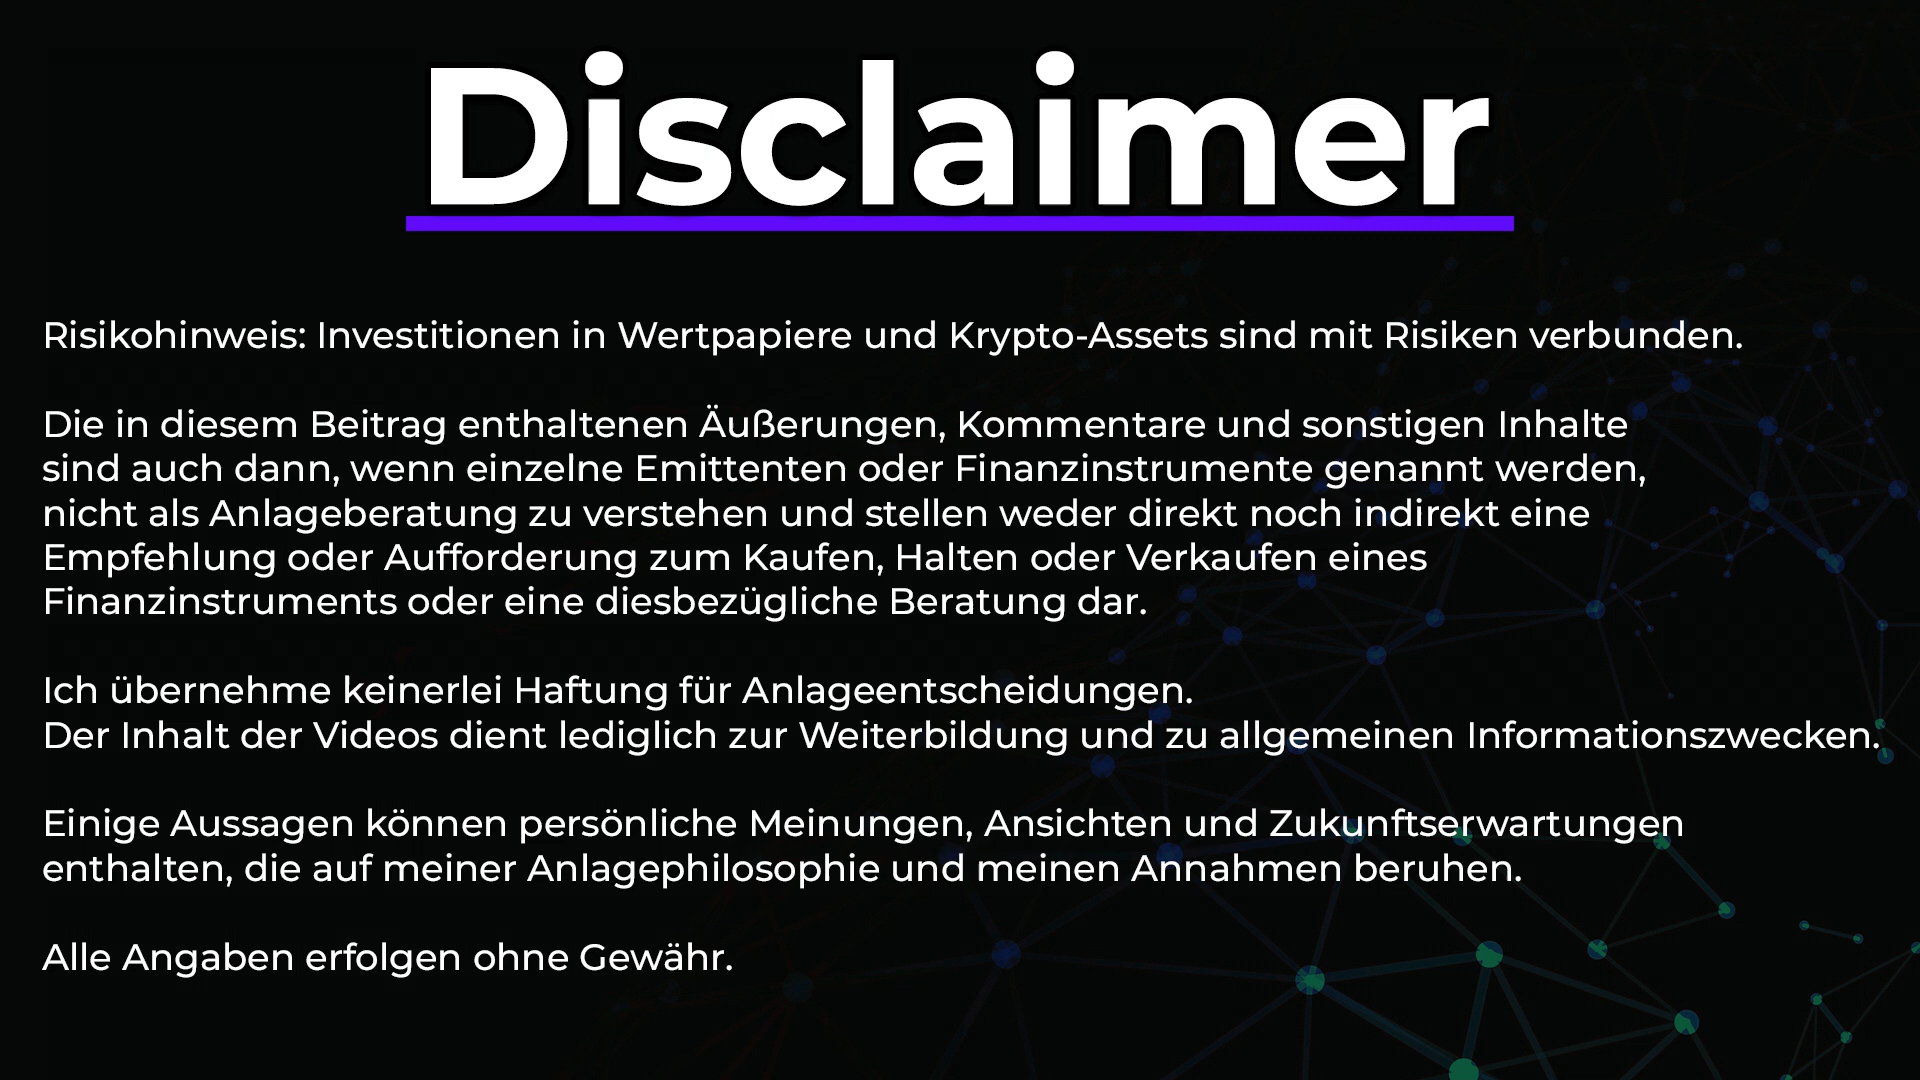 Disclaimer
Risikohinweis: Investitionen in Wertpapiere und Krypto-Assets sind mit Risiken verbunden.
Die in diesem Beitrag enthaltenen Äußerungen, Kommentare und sonstigen Inhalte
sind auch dann, wenn einzelne Emittenten oder Finanzinstrumente genannt werden,
nicht als Anlageberatung zu verstehen und stellen weder direkt noch indirekt eine
Empfehlung oder Aufforderung zum Kaufen, Halten oder Verkaufen eines
Finanzinstruments oder eine diesbezügliche Beratung dar.
Ich übernehme keinerlei Haftung für Anlageentscheidungen.
Der Inhalt der Videos dient lediglich zur Weiterbildung und zu allgemeinen Informationszwecken.
Einige Aussagen können persönliche Meinungen, Ansichten und Zukunftserwartungen
enthalten, die auf meiner Anlagephilosophie und meinen Annahmen beruhen.
Alle Angaben erfolgen ohne Gewähr.